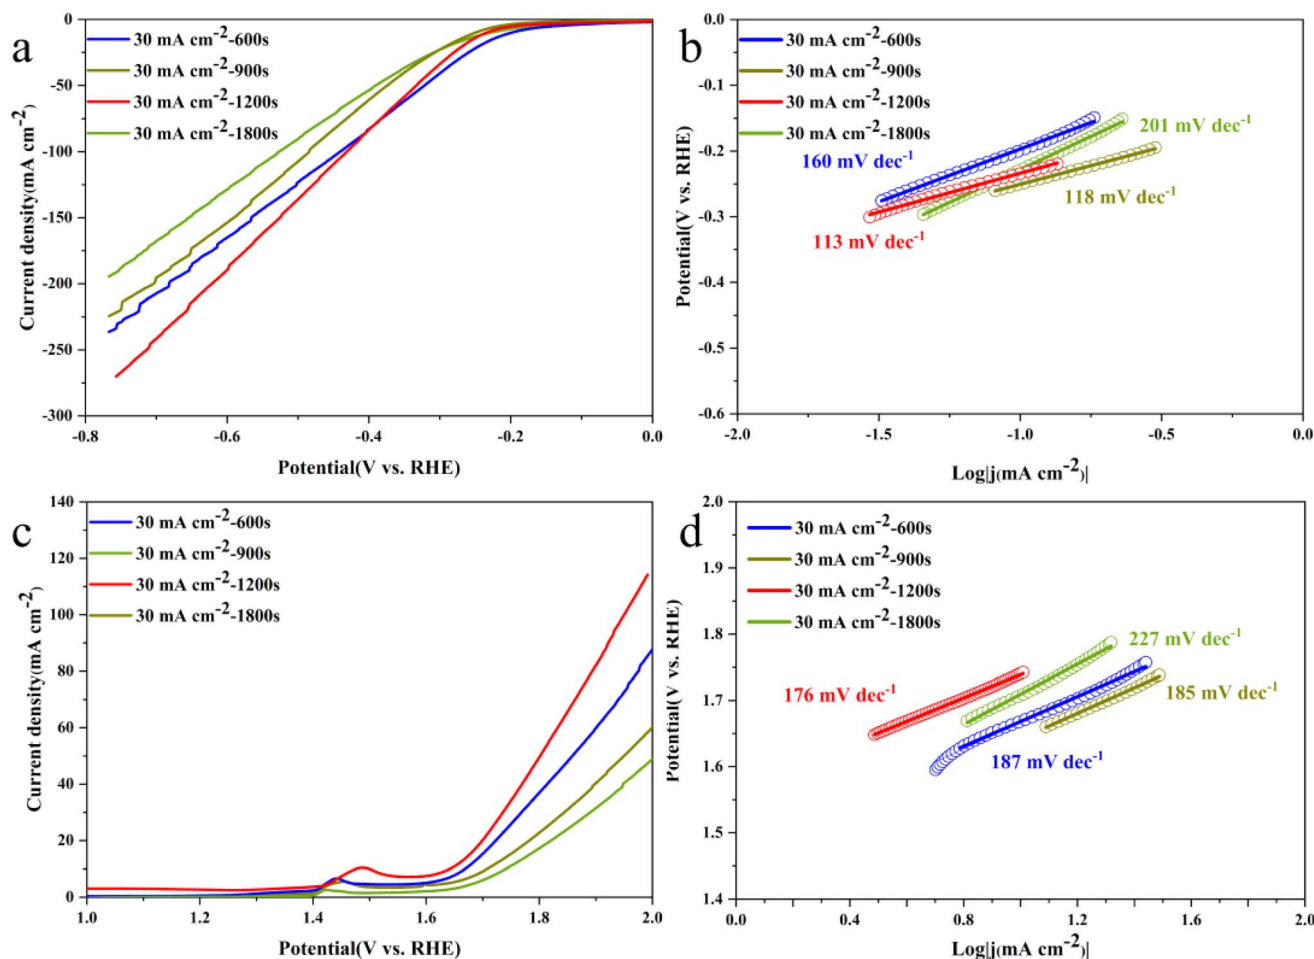 a
30 mA cm⁻²-600s
30 mA cm⁻²-900s
30 mA cm⁻²-1200s
30 mA cm⁻²-1800s
0
-50
-100
-150
-200
-250
-300
-0.8
-0.6
-0.4
-0.2
0.0
Current density(mA cm⁻²)
Potential(V vs. RHE)
b
30 mA cm⁻²-600s
30 mA cm⁻²-900s
30 mA cm⁻²-1200s
30 mA cm⁻²-1800s
160 mV dec⁻¹
201 mV dec⁻¹
118 mV dec⁻¹
113 mV dec⁻¹
0.0
-0.1
-0.2
-0.3
-0.4
-0.5
-0.6
-2.0
-1.5
-1.0
-0.5
0.0
Potential(V vs. RHE)
Log|j(mA cm⁻²)|
c
30 mA cm⁻²-600s
30 mA cm⁻²-900s
30 mA cm⁻²-1200s
30 mA cm⁻²-1800s
140
120
100
80
60
40
20
0
1.0
1.2
1.4
1.6
1.8
2.0
Current density(mA cm⁻²)
Potential(V vs. RHE)
d
30 mA cm⁻²-600s
30 mA cm⁻²-900s
30 mA cm⁻²-1200s
30 mA cm⁻²-1800s
227 mV dec⁻¹
176 mV dec⁻¹
185 mV dec⁻¹
187 mV dec⁻¹
2.0
1.9
1.8
1.7
1.6
1.5
1.4
0.0
0.4
0.8
1.2
1.6
2.0
Potential(V vs. RHE)
Log|j(mA cm⁻²)|